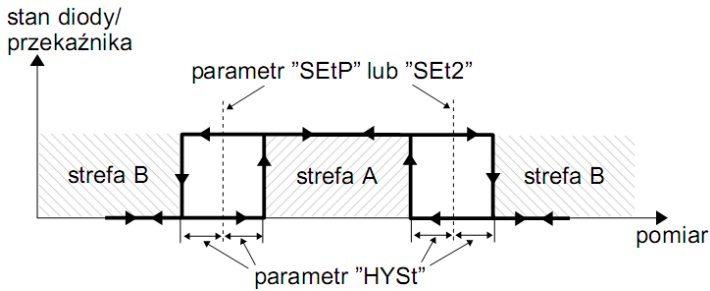 stan diody/
przekaźnika
parametr ”SEtP” lub ”SEt2”
strefa B
strefa A
strefa B
pomiar
parametr ”HYSt”